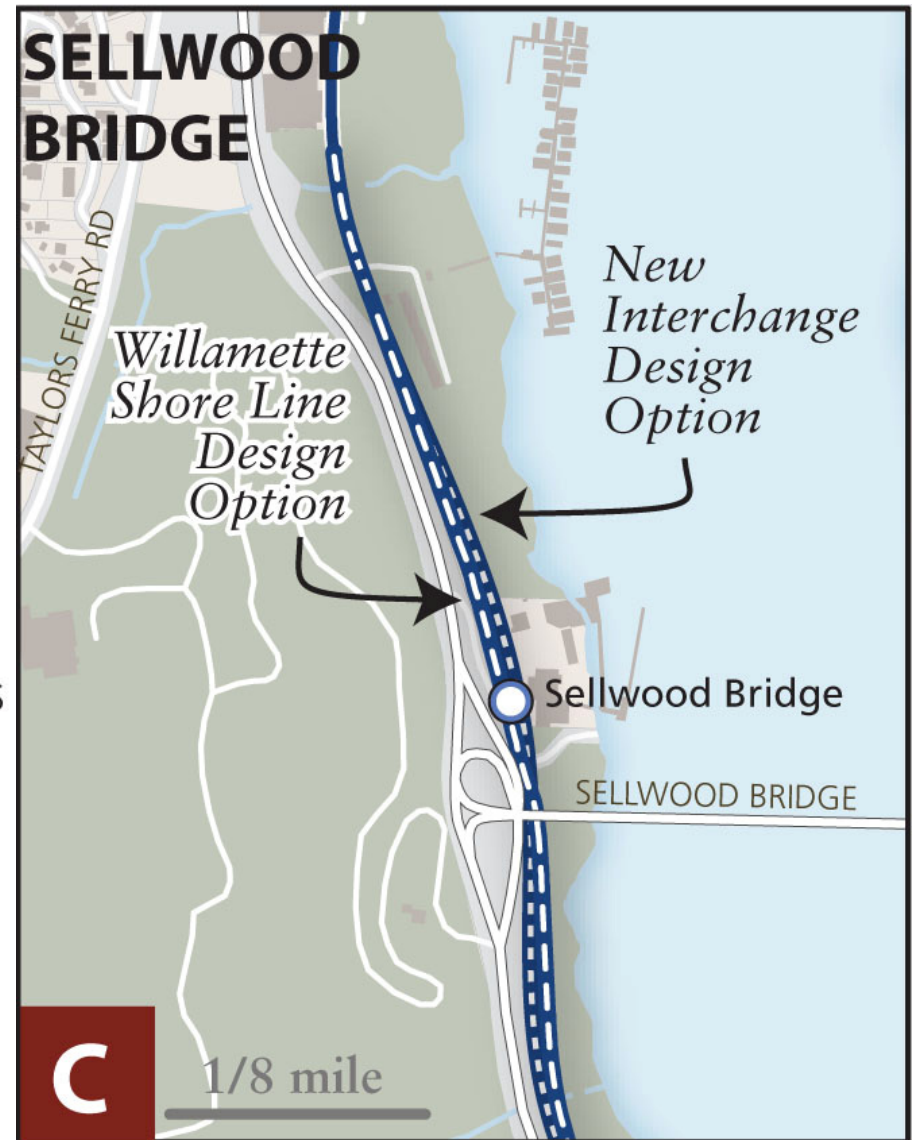 SELLWOOD
BRIDGE
TAYLORS FERRY RD
New
Interchange
Design
Option
Willamette
Shore Line
Design
Option
s
Sellwood Bridge
SELLWOOD BRIDGE
C
1/8 mile